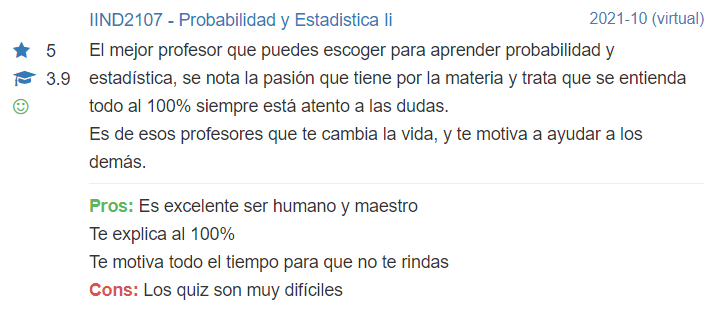 IIND2107 - Probabilidad y Estadistica Ii
2021-10 (virtual)
5
3.9
El mejor profesor que puedes escoger para aprender probabilidad y
estadística, se nota la pasión que tiene por la materia y trata que se entienda
todo al 100% siempre está atento a las dudas.
Es de esos profesores que te cambia la vida, y te motiva a ayudar a los
demás.
Pros: Es excelente ser humano y maestro
Te explica al 100%
Te motiva todo el tiempo para que no te rindas
Cons: Los quiz son muy difíciles